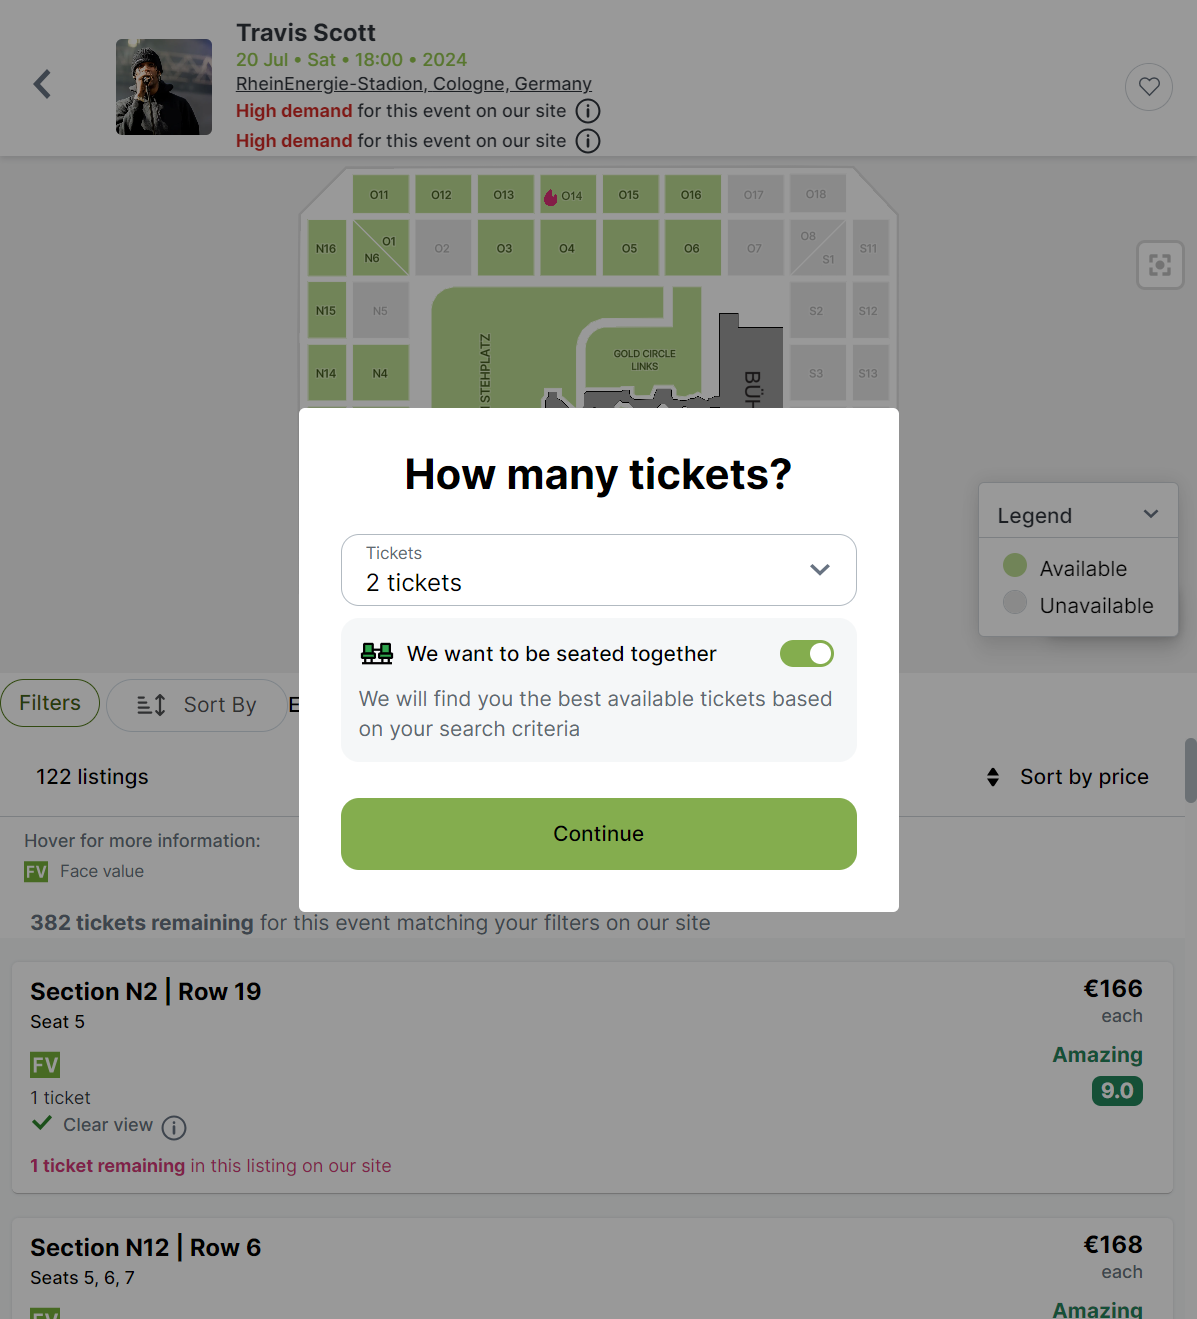 Travis Scott
20 Jul • Sat • 18:00 • 2024
RheinEnergie-Stadion, Cologne, Germany
High demand for this event on our site
High demand for this event on our site
O11 O12 O13 O14 O15 O16 O17 O18
N16 O1 N6 O2 O3 O4 O5 O6 O7 O8 S1 S11
N15 N5 S2 S12
N14 N4 STEHPLATZ GOLD CIRCLE LINKS BÜH S3 S13
How many tickets?
Tickets
2 tickets
We want to be seated together
We will find you the best available tickets based
on your search criteria
Continue
Legend
Available
Unavailable
Filters
Sort By
E
122 listings
Sort by price
Hover for more information:
FV Face value
382 tickets remaining for this event matching your filters on our site
Section N2 | Row 19
€166
Seat 5
each
Amazing
FV
9.0
1 ticket
Clear view
1 ticket remaining in this listing on our site
Section N12 | Row 6
€168
Seats 5, 6, 7
each
FV
Amazing